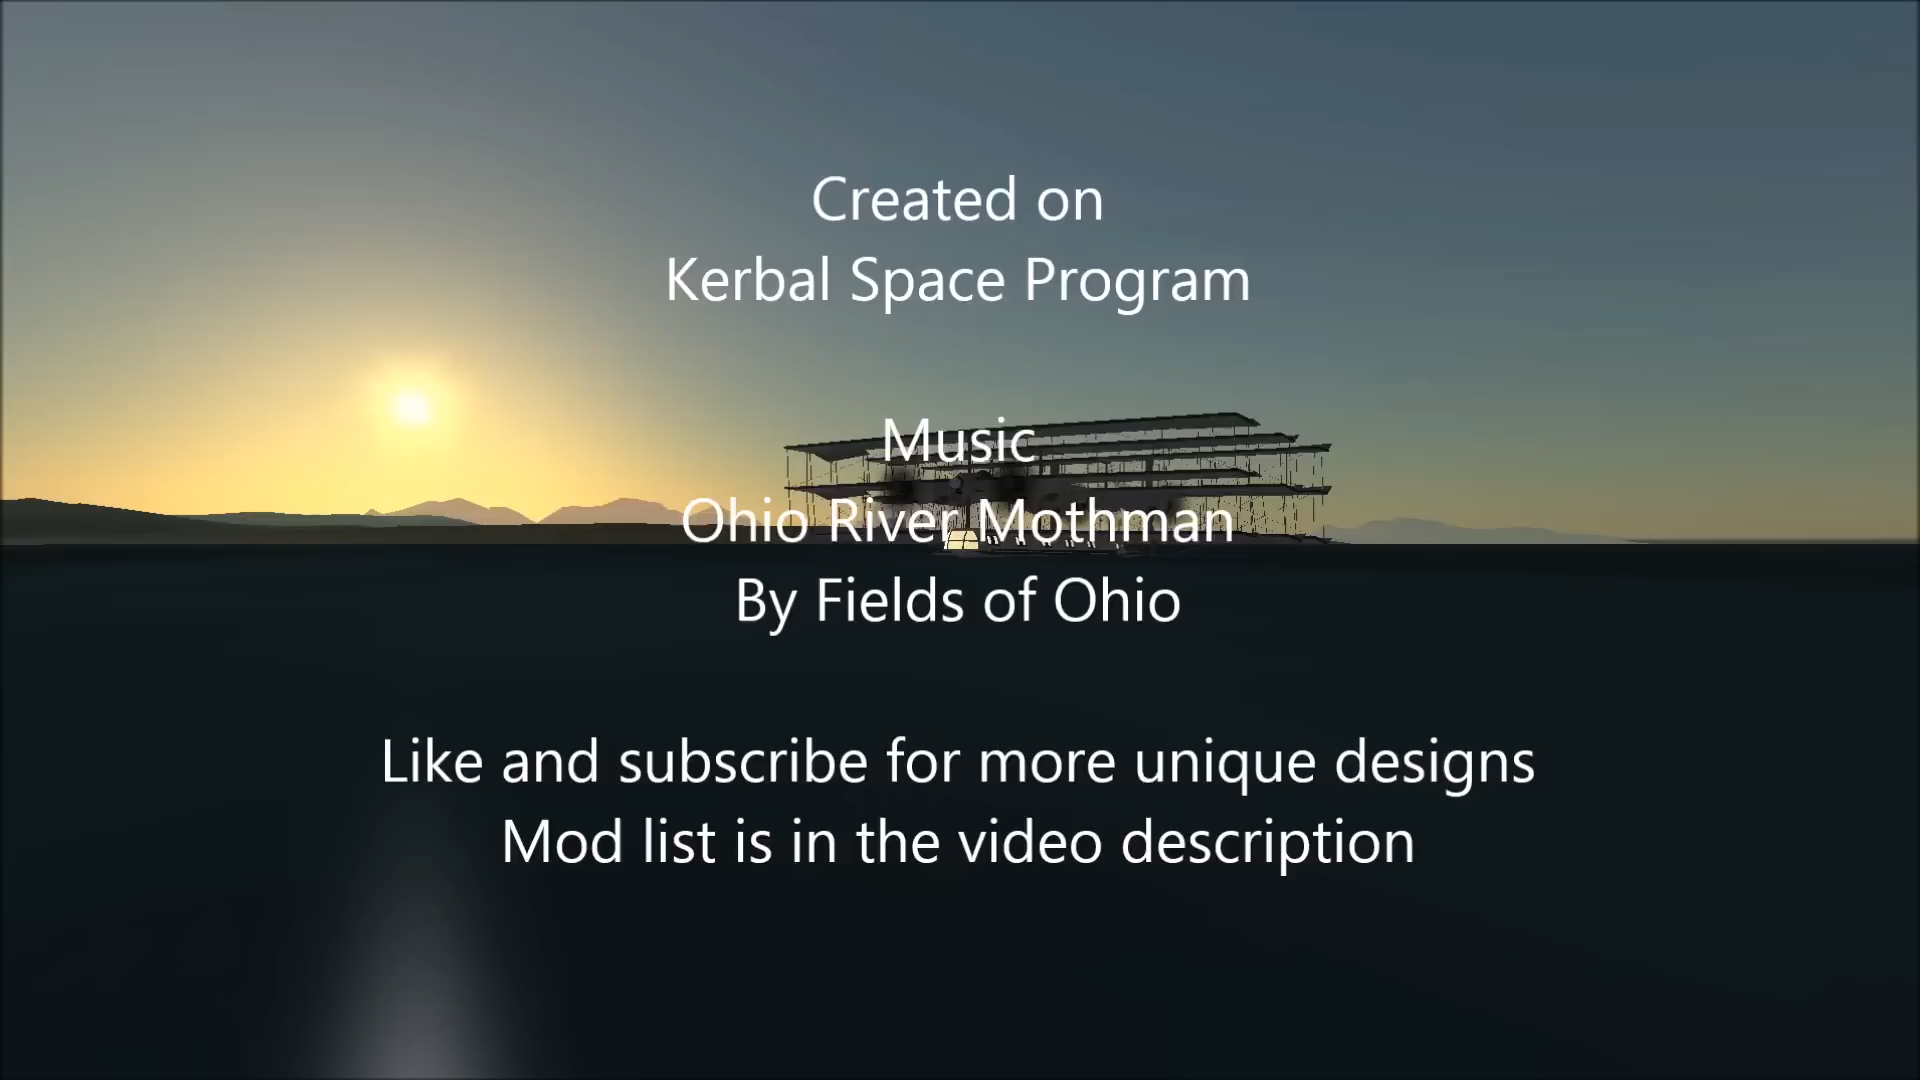 Created on
Kerbal Space Program
Music
Ohio River Mothman
By Fields of Ohio
Like and subscribe for more unique designs
Mod list is in the video description